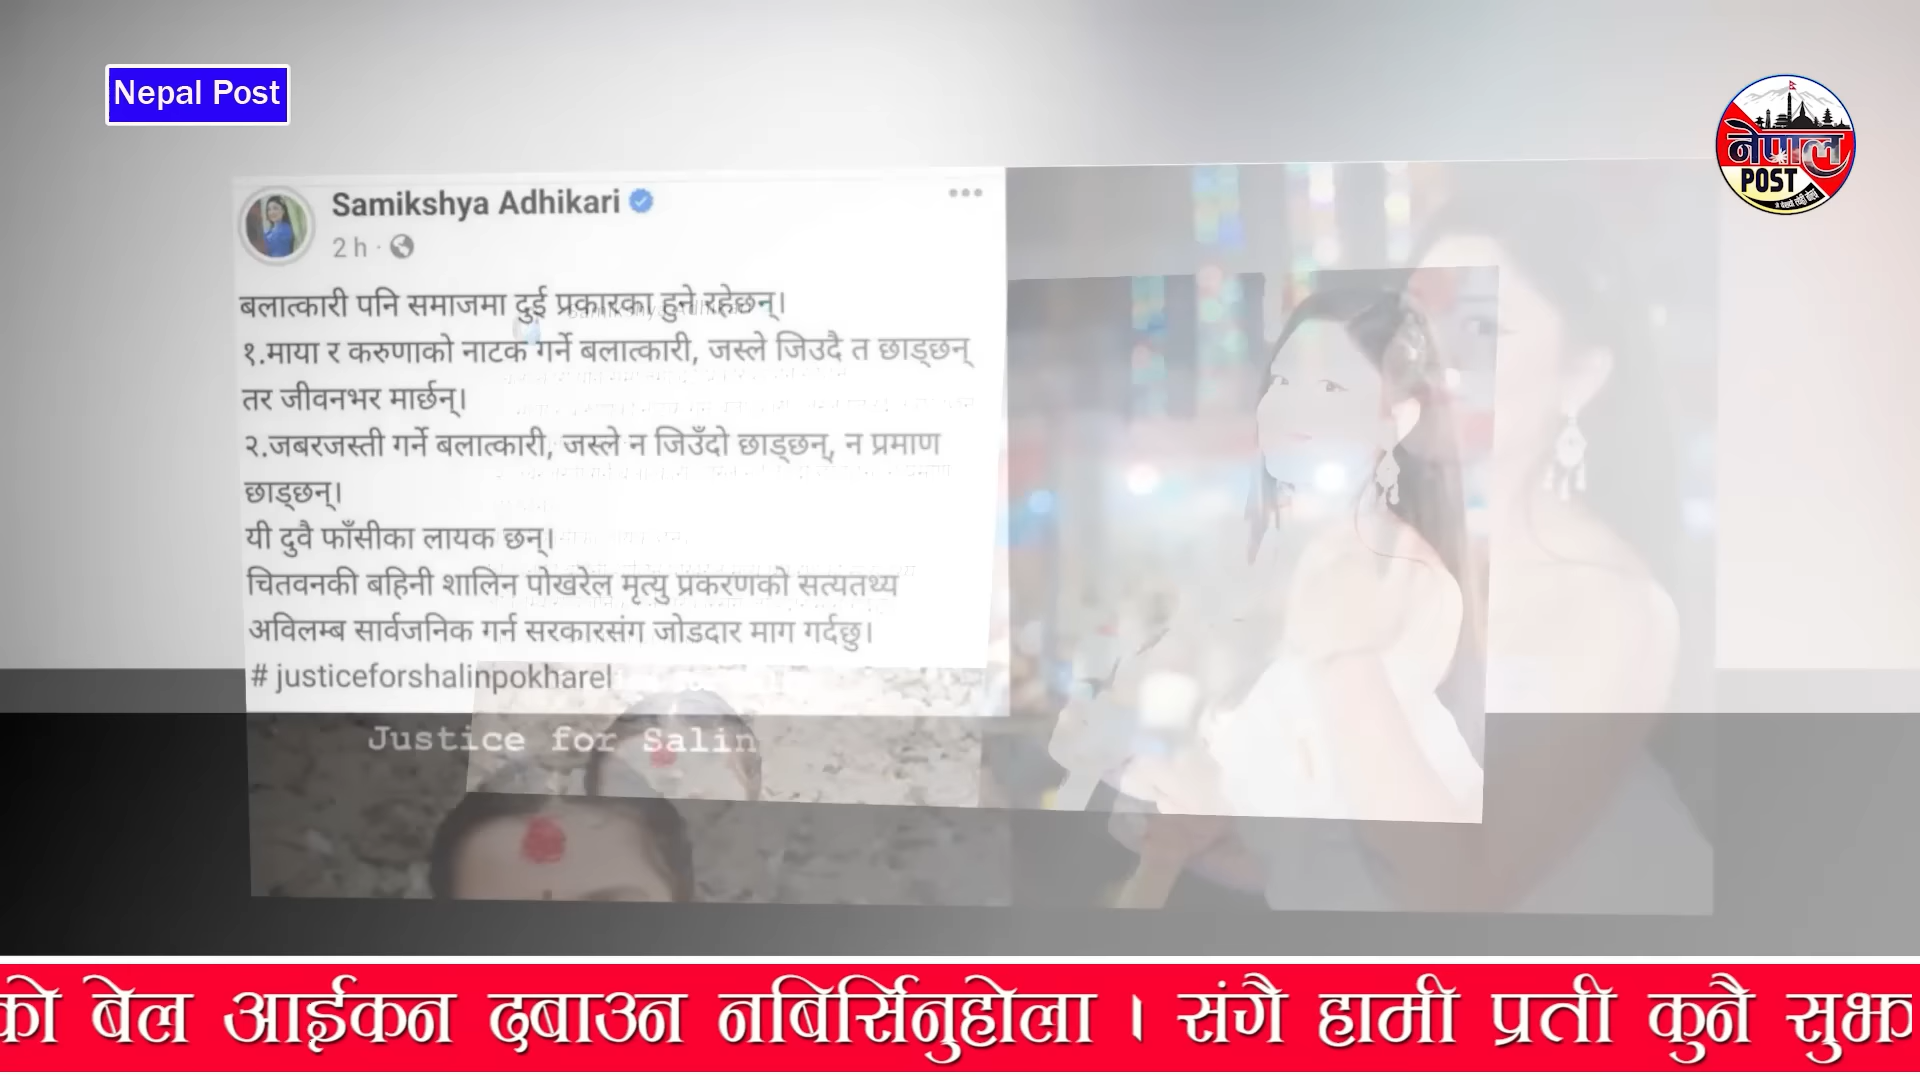 Nepal Post
नेपाल
POST
Samikshya Adhikari
2 h
बलात्कारी पनि समाजमा दुई प्रकारका हुने रहेछन्।
१.माया र करुणाको नाटक गर्ने बलात्कारी, जस्ले जिउदै त छाड्छन्
तर जीवनभर मार्छन्।
२.जबरजस्ती गर्ने बलात्कारी, जस्ले न जिउँदो छाड्छन्, न प्रमाण
छाड्छन्।
यी दुवै फाँसीका लायक छन्।
चितवनकी बहिनी शालिन पोखरेल मृत्यु प्रकरणको सत्यतथ्य
अविलम्ब सार्वजनिक गर्न सरकारसंग जोडदार माग गर्दछु।
# justiceforshalinpokharel
Justice for Salin
को बेल आईकन दबाउन नबिर्सिनुहोला । संगै हामी प्रती कुनै सुझ